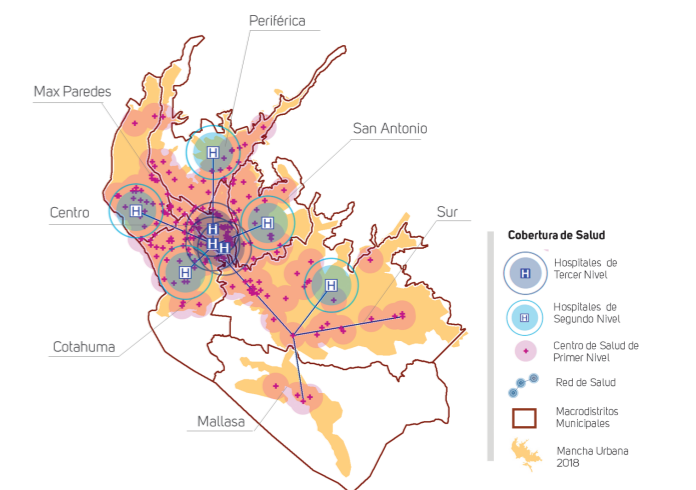 Periférica
Max Paredes
San Antonio
Centro
Sur
Cotahuma
Mallasa
H
H
H
H
H
H
H
H
Cobertura de Salud
H
Hospitales de
Tercer Nivel
H
Hospitales de
Segundo Nivel
Centro de Salud de
Primer Nivel
Red de Salud
Macrodistritos
Municipales
Mancha Urbana
2018